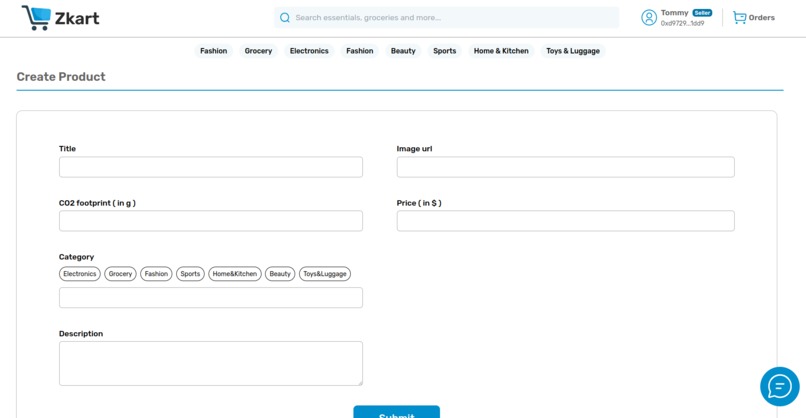 Zkart
Search essentials, groceries and more...
Tommy Seller
0xd9729...1dd9
Orders
Fashion Grocery Electronics Fashion Beauty Sports Home & Kitchen Toys & Luggage
Create Product
Title
Image url
CO2 footprint ( in g )
Price ( in $ )
Category
Electronics Grocery Fashion Sports Home&Kitchen Beauty Toys&Luggage
Description
Submit